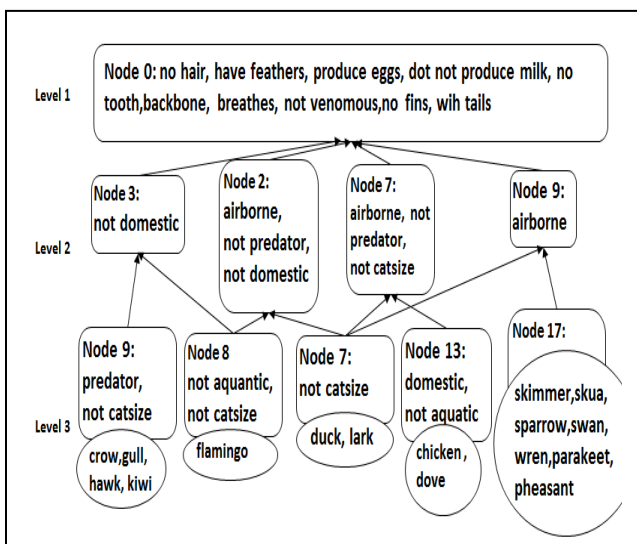 Node 0: no hair, have feathers, produce eggs, dot not produce milk, no
tooth,backbone, breathes, not venomous,no fins, wih tails
Level 1
Node 3:
not domestic
Node 2:
airborne,
not predator,
not domestic
Node 7:
airborne, not
predator,
not catsize
Node 9:
airborne
Level 2
Node 9:
predator,
not catsize
Node 8
not aquantic,
not catsize
Node 7:
not catsize
Node 13:
domestic,
not aquatic
Node 17:
Level 3
crow,gull,
hawk, kiwi
flamingo
duck, lark
chicken ,
dove
skimmer,skua,
sparrow,swan,
wren,parakeet,
pheasant